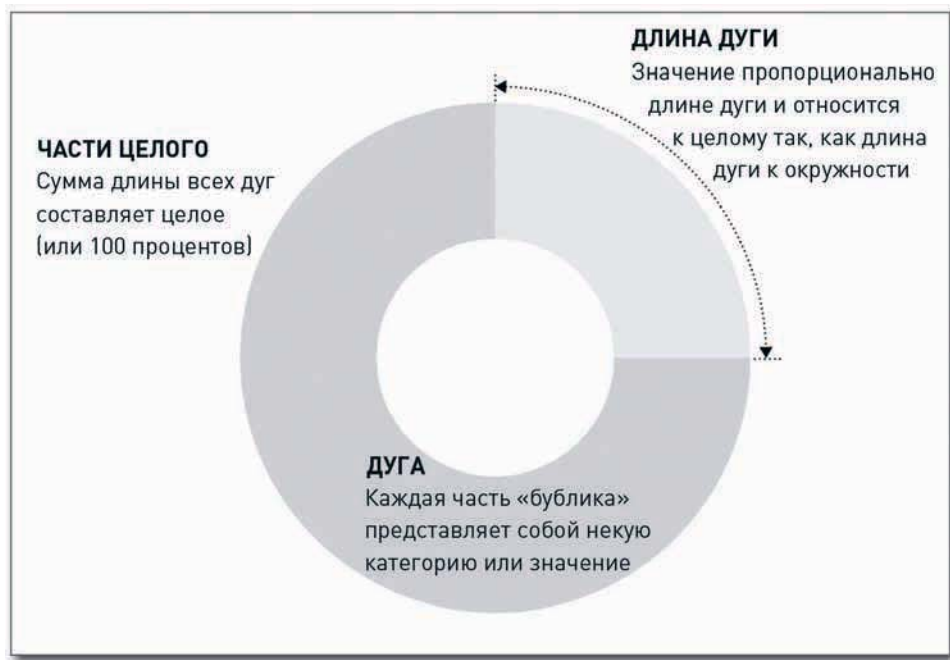 ДЛИНА ДУГИ
Значение пропорционально
длине дуги и относится
к целому так, как длина
дуги к окружности
ЧАСТИ ЦЕЛОГО
Сумма длины всех дуг
составляет целое
(или 100 процентов)
ДУГА
Каждая часть «бублика»
представляет собой некую
категорию или значение